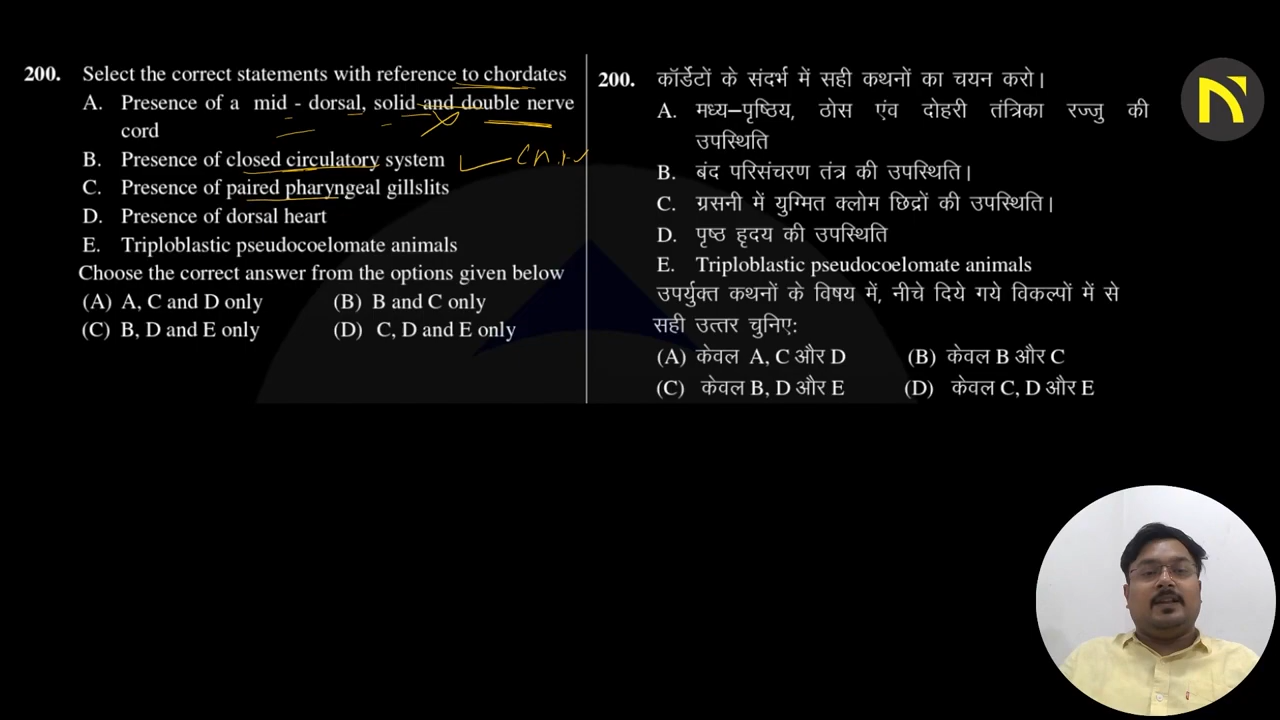 200. Select the correct statements with reference to chordates
A. Presence of a mid - dorsal, solid and double nerve
cord
B. Presence of closed circulatory system
C. Presence of paired pharyngeal gillslits
D. Presence of dorsal heart
E. Triploblastic pseudocoelomate animals
Choose the correct answer from the options given below
(A) A, C and D only (B) B and C only
(C) B, D and E only (D) C, D and E only
200. कॉर्डेटों के संदर्भ में सही कथनों का चयन करो।
A. मध्य–पृष्ठिय, ठोस एंव दोहरी तंत्रिका रज्जु की
उपस्थिति
B. बंद परिसंचरण तंत्र की उपस्थिति।
C. ग्रसनी में युग्मित क्लोम छिद्रों की उपस्थिति।
D. पृष्ठ हृदय की उपस्थिति
E. Triploblastic pseudocoelomate animals
उपर्युक्त कथनों के विषय में, नीचे दिये गये विकल्पों में से
सही उत्तर चुनिए:
(A) केवल A, C और D (B) केवल B और C
(C) केवल B, D और E (D) केवल C, D और E